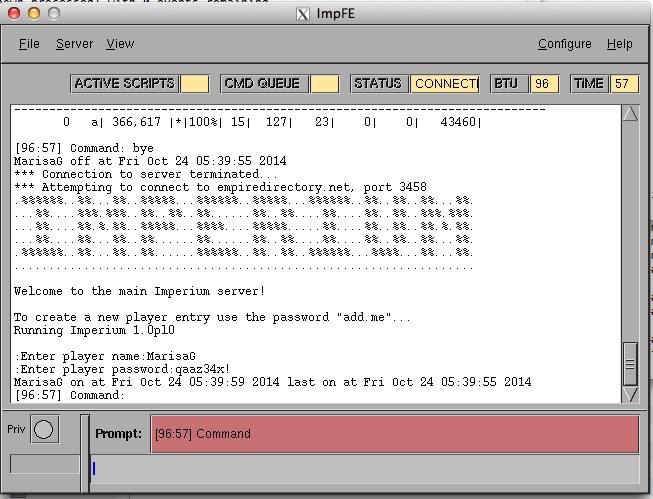 ImpFE
File Server View Configure Help
ACTIVE SCRIPTS CMD QUEUE STATUS CONNECTI BTU 96 TIME 57
0 a| 366,617 |*|100%| 15| 127| 23| 0| 0| 43460|
[96:57] Command: bye
MarisaG off at Fri Oct 24 05:39:55 2014
*** Connection to server terminated...
*** Attempting to connect to empiredirectory.net, port 3458
.%%%%%%..%%...%%..%%%%%...%%%%%%..%%%%%...%%%%%%..%%..%%..%%...%%.
...%%....%%%.%%%..%%..%%..%%......%%..%%....%%....%%..%%..%%%.%%%.
...%%....%%.%.%%..%%%%%...%%%%....%%%%%.....%%....%%..%%..%%.%.%%.
...%%....%%...%%..%%......%%......%%..%%....%%....%%..%%..%%...%%.
.%%%%%%..%%...%%..%%......%%%%%%..%%..%%..%%%%%%...%%%%...%%...%%.
..................................................................
Welcome to the main Imperium server!
To create a new player entry use the password "add.me"...
Running Imperium 1.0pl0
:Enter player name:MarisaG
:Enter player password:qaaz34x!
MarisaG on at Fri Oct 24 05:39:59 2014 last on at Fri Oct 24 05:39:55 2014
[96:57] Command:
Priv Prompt: [96:57] Command